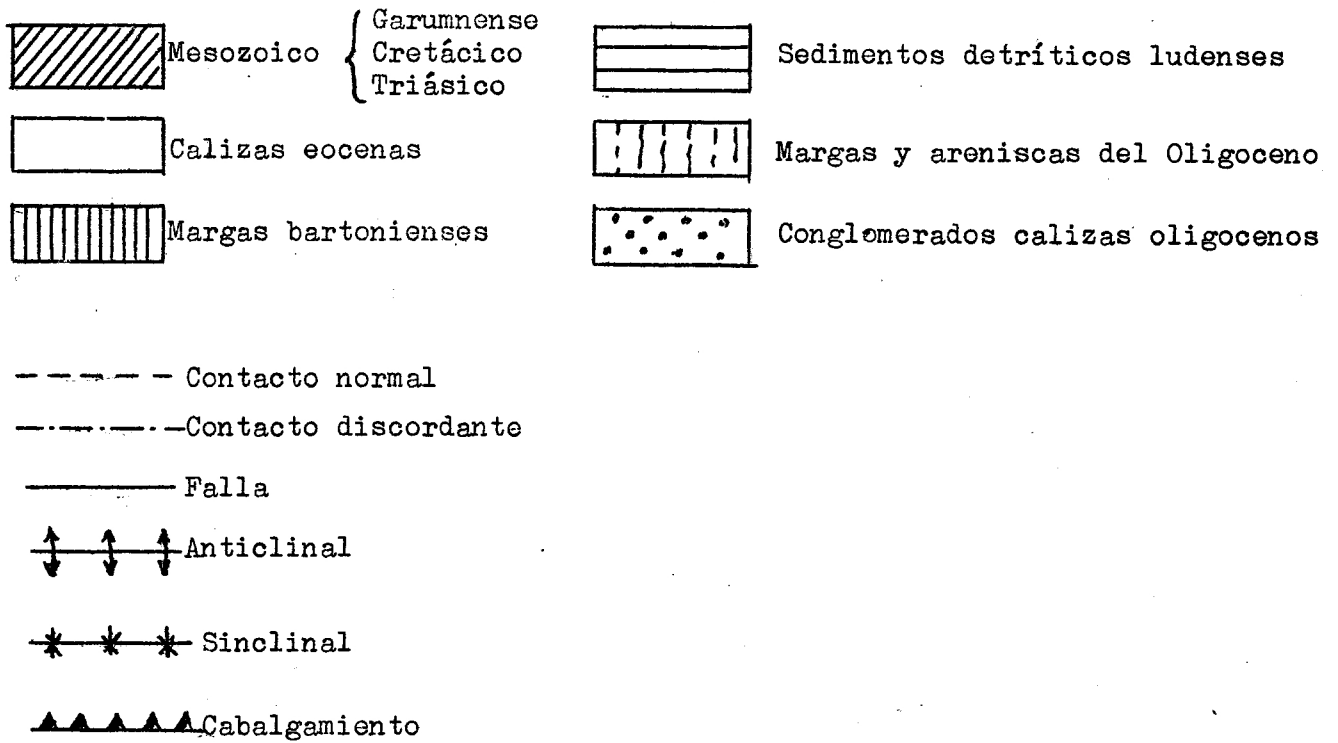 Mesozoico
Garumnense
Cretácico
Triásico
Calizas eocenas
Margas bartonienses
Sedimentos detríticos ludenses
Margas y areniscas del Oligoceno
Conglomerados calizas oligocenos
Contacto normal
Contacto discordante
Falla
Anticlinal
Sinclinal
Cabalgamiento